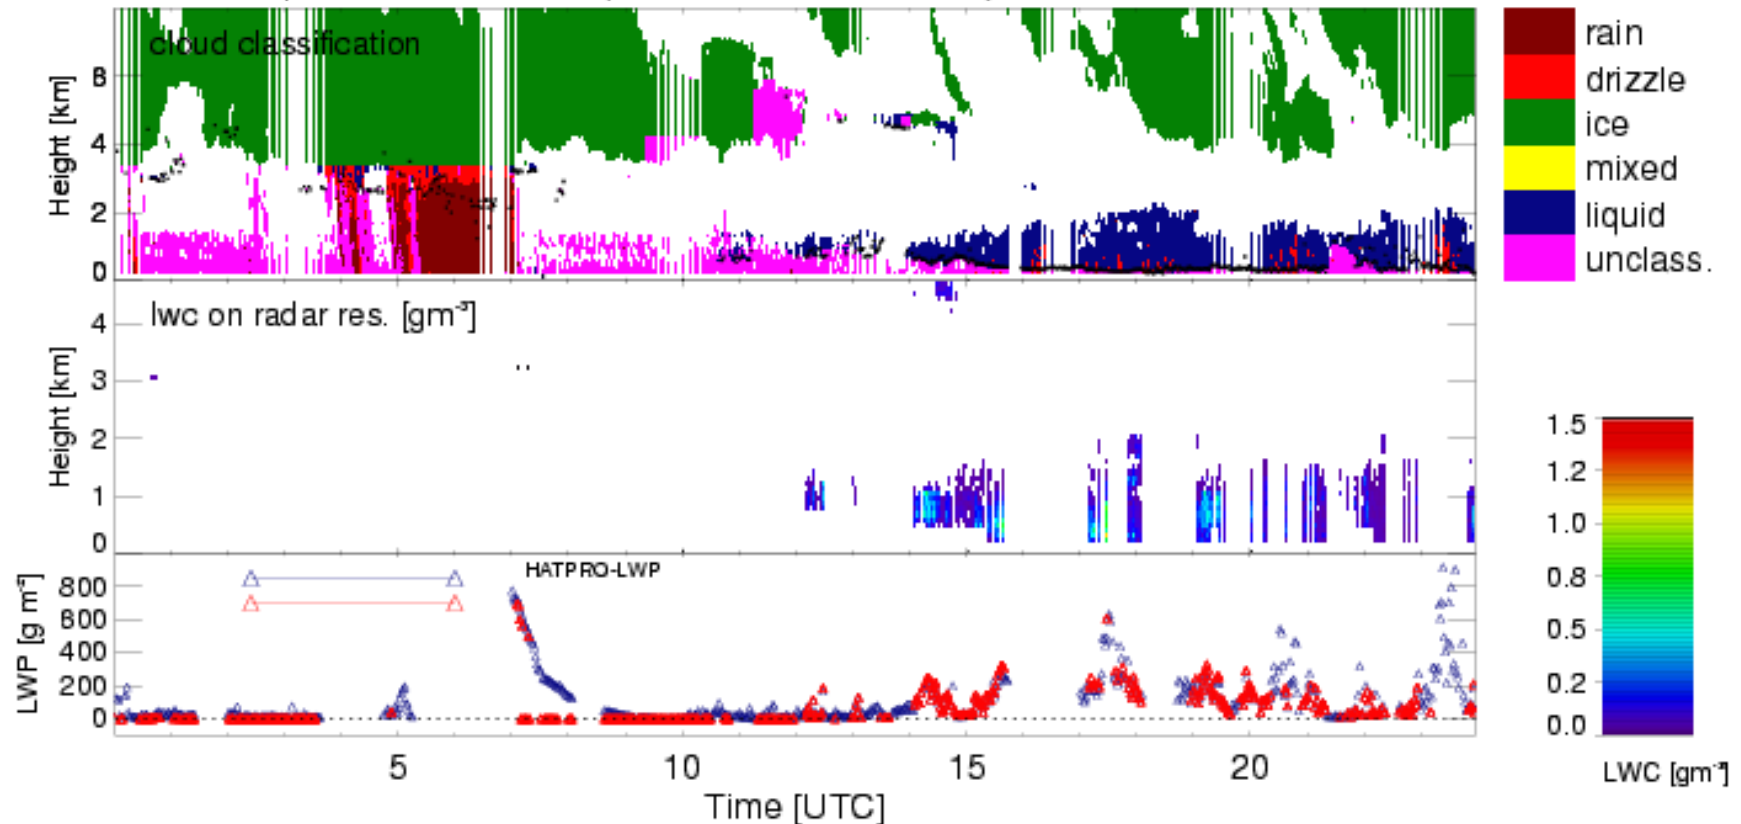 cloud classification
Height [km]
8
4
2
0
rain
drizzle
ice
mixed
liquid
unclass.
lwc on radar res. [gm⁻³]
Height [km]
4
3
2
1
0
1.5
1.2
1.0
0.8
0.5
0.2
0.0
LWC [gm⁻³]
HATPRO-LWP
LWP [g m⁻²]
800
600
400
200
0
5
10
15
20
Time [UTC]